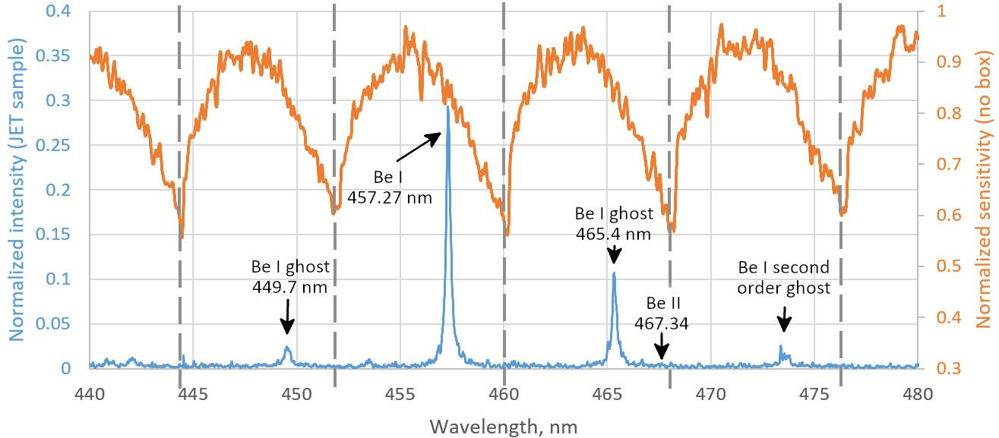 0.4
0.35
0.3
0.25
0.2
0.15
0.1
0.05
0
Normalized intensity (JET sample)
1
0.9
0.8
0.7
0.6
0.5
0.4
0.3
Normalized sensitivity (no box)
Be I
457.27 nm
Be I ghost
465.4 nm
Be I ghost
449.7 nm
Be II
467.34
Be I second
order ghost
440
445
450
455
460
465
470
475
480
Wavelength, nm